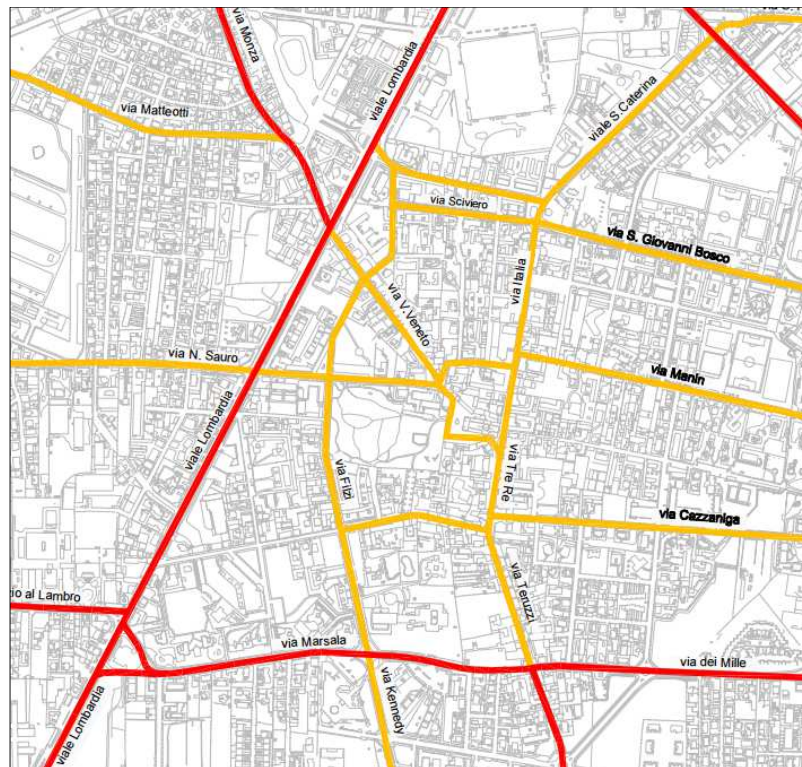 via Monza
viale Lombardia
via Matteotti
viale S.Caterina
via Sciviero
via S. Giovanni Bosco
via Italia
via V.Veneto
via N. Sauro
via Manin
viale Lombardia
via Filzi
via Tre Re
via Cazzaniga
via Teruzzi
io al Lambro
via Marsala
via dei Mille
via Kennedy
viale Lombardia